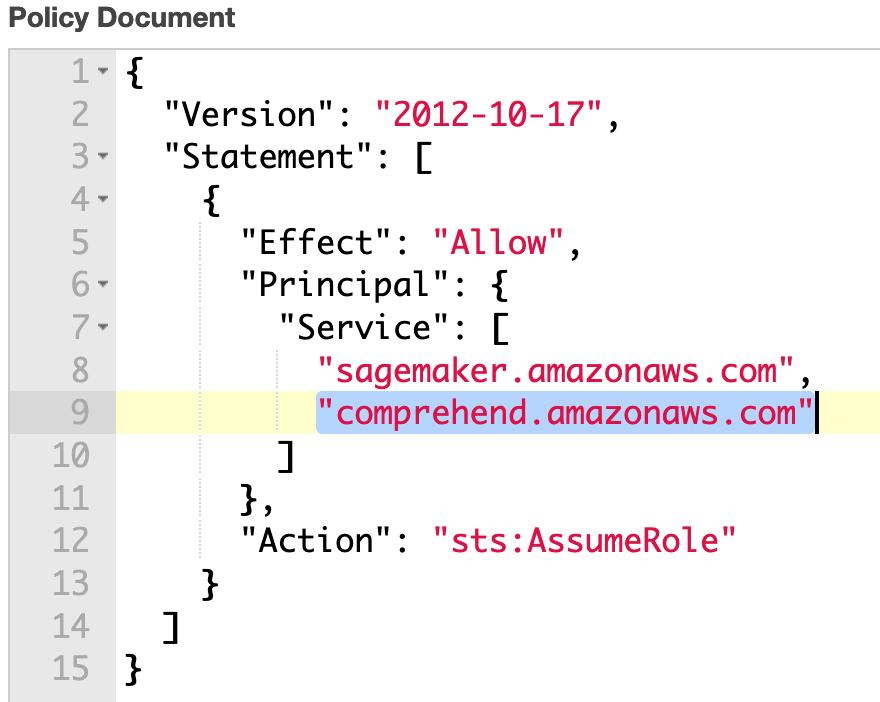 Policy Document
1 {
2 "Version": "2012-10-17",
3 "Statement": [
4 {
5 "Effect": "Allow",
6 "Principal": {
7 "Service": [
8 "sagemaker.amazonaws.com",
9 "comprehend.amazonaws.com"
10 ]
11 },
12 "Action": "sts:AssumeRole"
13 }
14 ]
15 }